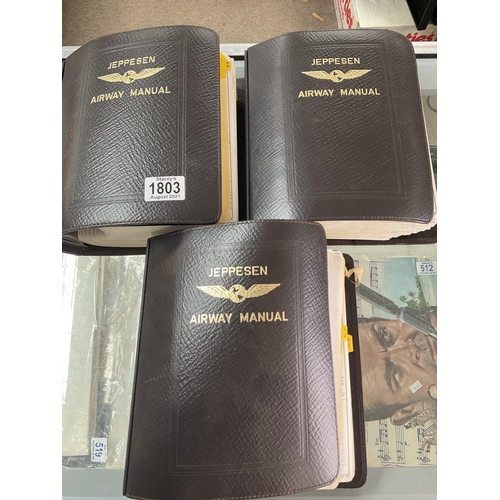 JEPPESEN
AIRWAY MANUAL
Stacey's
1803
August 2021
JEPPESEN
AIRWAY MANUAL
JEPPESEN
AIRWAY MANUAL
512
519